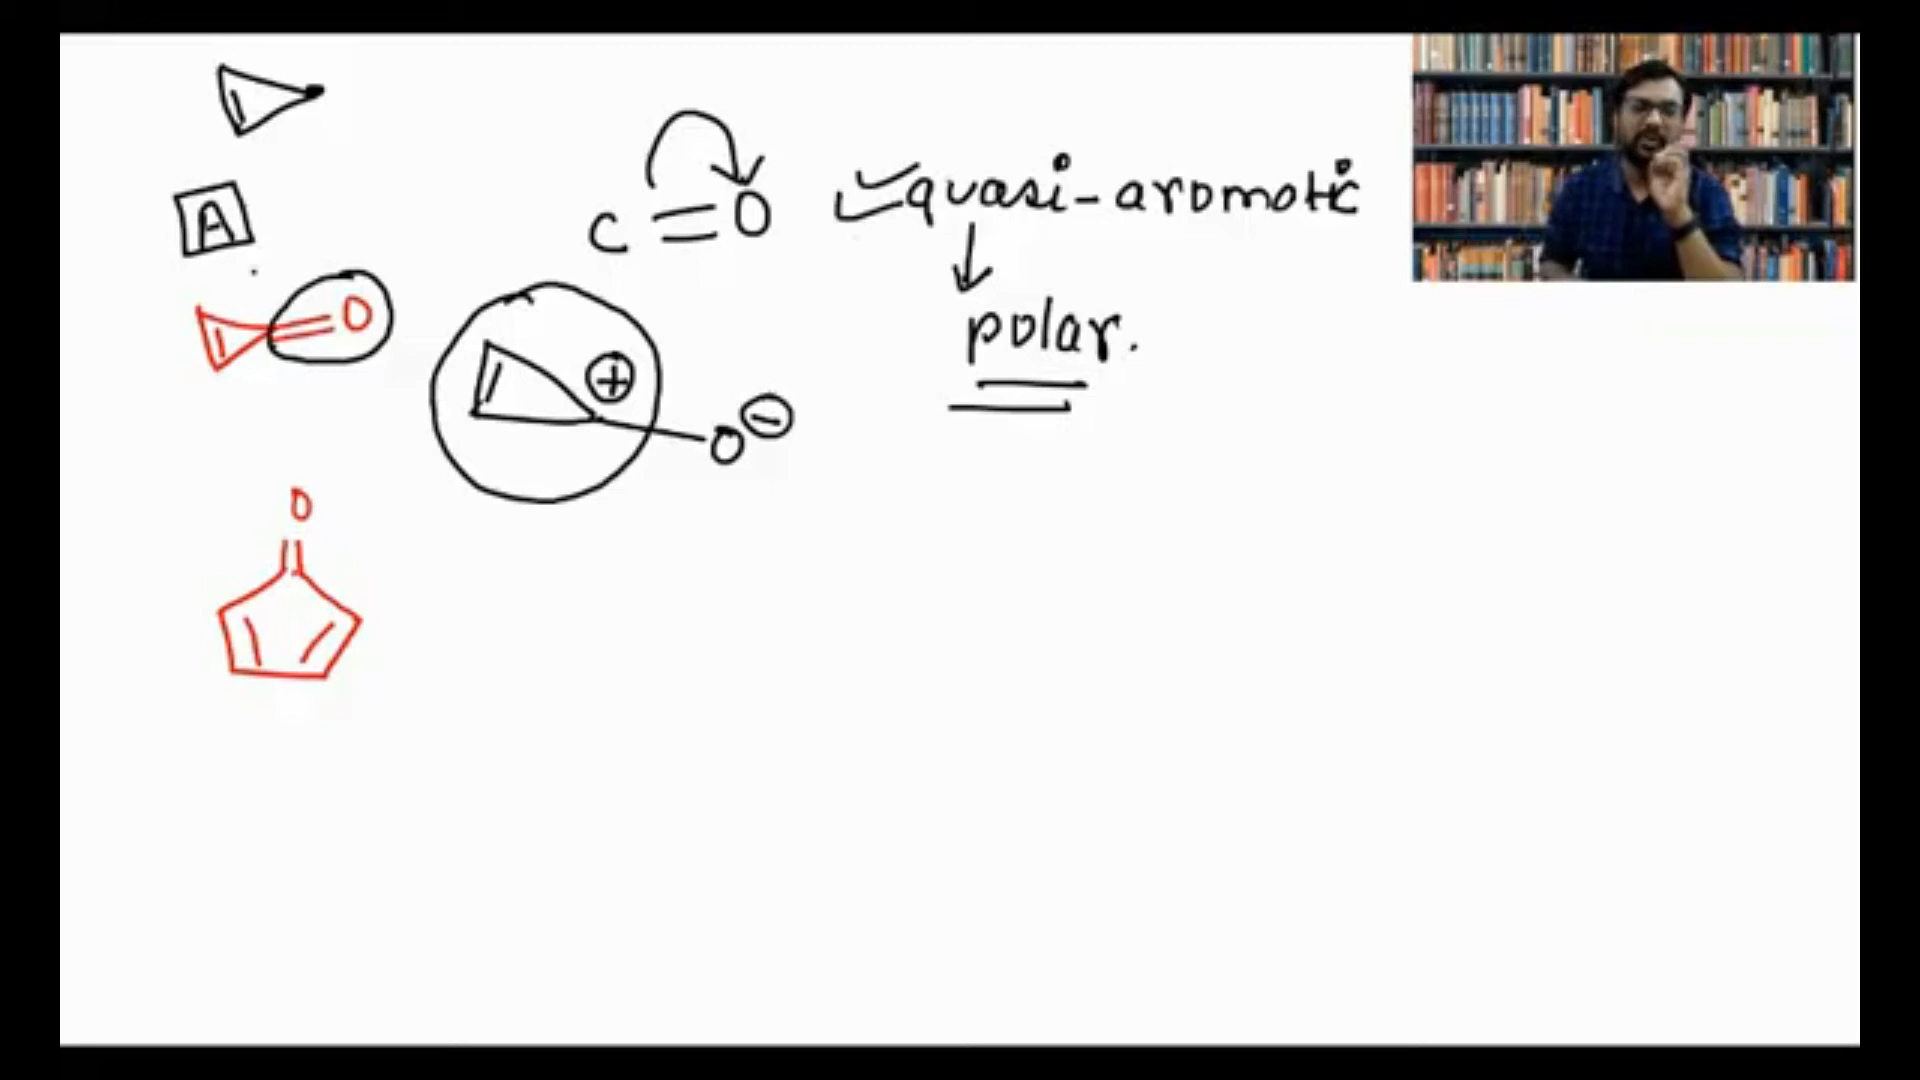 A
C = O
quasi-aromatic
polar.
O
+
O −
O